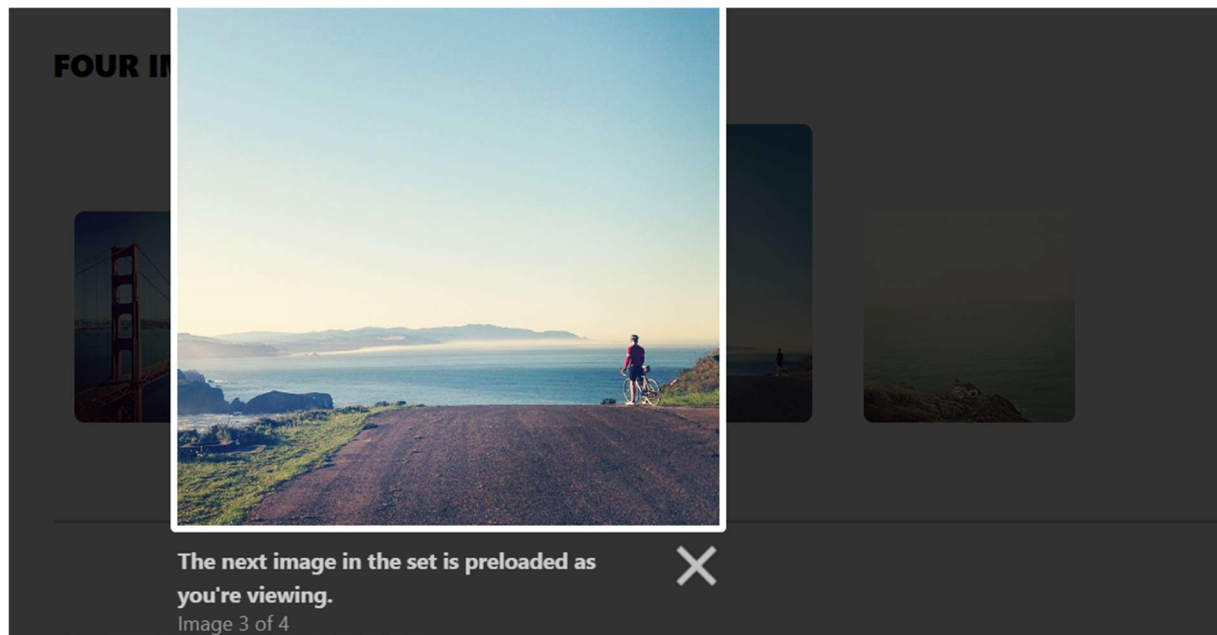 FOUR
The next image in the set is preloaded as
you're viewing.
Image 3 of 4